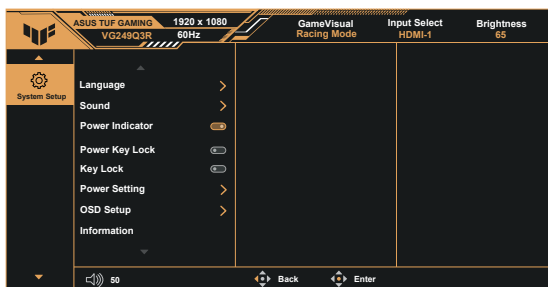 ASUS TUF GAMING 1920 x 1080 GameVisual Input Select Brightness
VG249Q3R 60Hz Racing Mode HDMI-1 65
System Setup
Language
Sound
Power Indicator
Power Key Lock
Key Lock
Power Setting
OSD Setup
Information
50 Back Enter